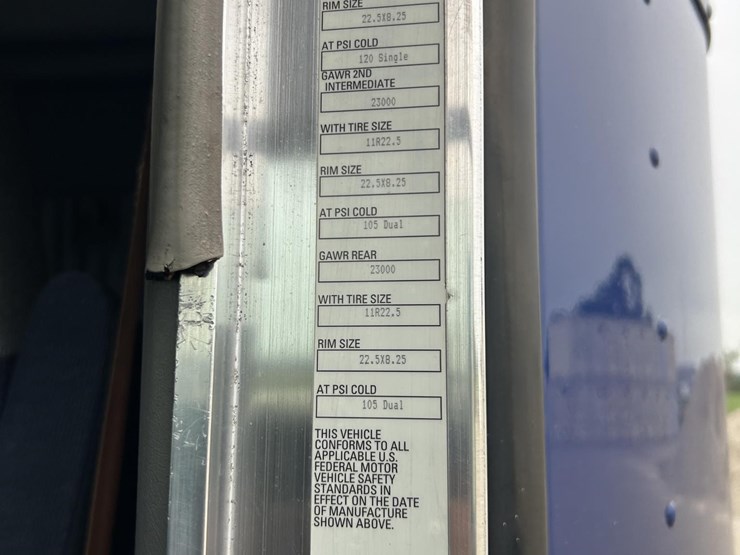 RIM SIZE
22.5X8.25
AT PSI COLD
120 Single
GAWR 2ND
INTERMEDIATE
23000
WITH TIRE SIZE
11R22.5
RIM SIZE
22.5X8.25
AT PSI COLD
105 Dual
GAWR REAR
23000
WITH TIRE SIZE
11R22.5
RIM SIZE
22.5X8.25
AT PSI COLD
105 Dual
THIS VEHICLE
CONFORMS TO ALL
APPLICABLE U.S.
FEDERAL MOTOR
VEHICLE SAFETY
STANDARDS IN
EFFECT ON THE DATE
OF MANUFACTURE
SHOWN ABOVE.